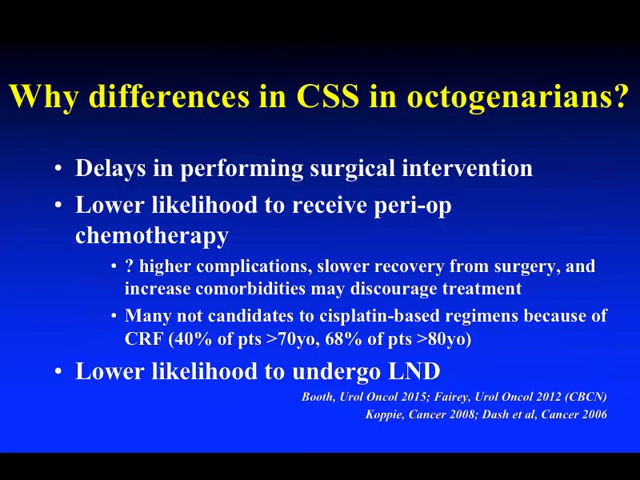 Why differences in CSS in octogenarians?
• Delays in performing surgical intervention
• Lower likelihood to receive peri-op
chemotherapy
• ? higher complications, slower recovery from surgery, and
increase comorbidities may discourage treatment
• Many not candidates to cisplatin-based regimens because of
CRF (40% of pts >70yo, 68% of pts >80yo)
• Lower likelihood to undergo LND
Booth, Urol Oncol 2015; Fairey, Urol Oncol 2012 (CBCN)
Koppie, Cancer 2008; Dash et al, Cancer 2006